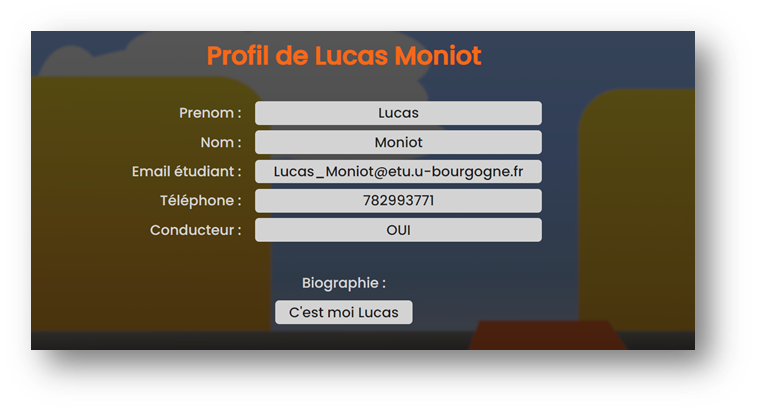 Profil de Lucas Moniot
Prenom : Lucas
Nom : Moniot
Email étudiant : Lucas_Moniot@etu.u-bourgogne.fr
Téléphone : 782993771
Conducteur : OUI
Biographie :
C'est moi Lucas